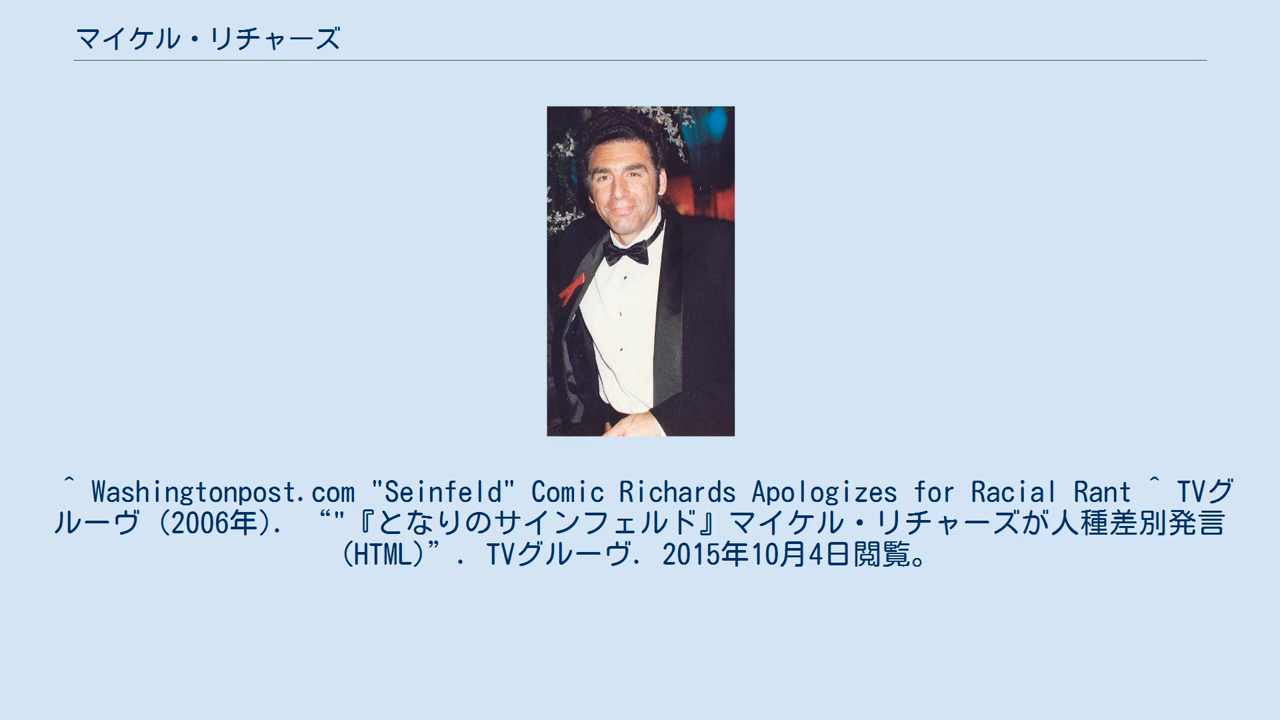 マイケル・リチャーズ
^ Washingtonpost.com "Seinfeld" Comic Richards Apologizes for Racial Rant ^ TVグ
ルーヴ (2006年). “"『となりのサインフェルド』マイケル・リチャーズが人種差別発言
(HTML)”. TVグルーヴ. 2015年10月4日閲覧。